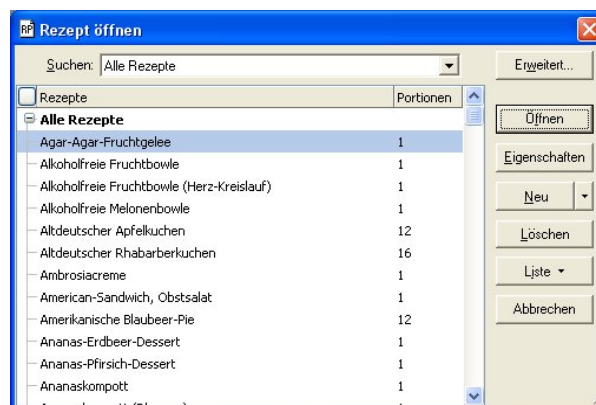 RP Rezept öffnen
Suchen: Alle Rezepte
Erweitert...
Rezepte Portionen
Alle Rezepte
Öffnen
Agar-Agar-Fruchtgelee 1
Alkoholfreie Fruchtbowle 1
Eigenschaften
Alkoholfreie Fruchtbowle (Herz-Kreislauf) 1
Alkoholfreie Melonenbowle 1
Neu
Altdeutscher Apfelkuchen 12
Löschen
Altdeutscher Rhabarberkuchen 16
Ambrosiacreme 1
Liste
American-Sandwich, Obstsalat 1
Abbrechen
Amerikanische Blaubeer-Pie 12
Ananas-Erdbeer-Dessert 1
Ananas-Pfirsich-Dessert 1
Ananaskompott 1